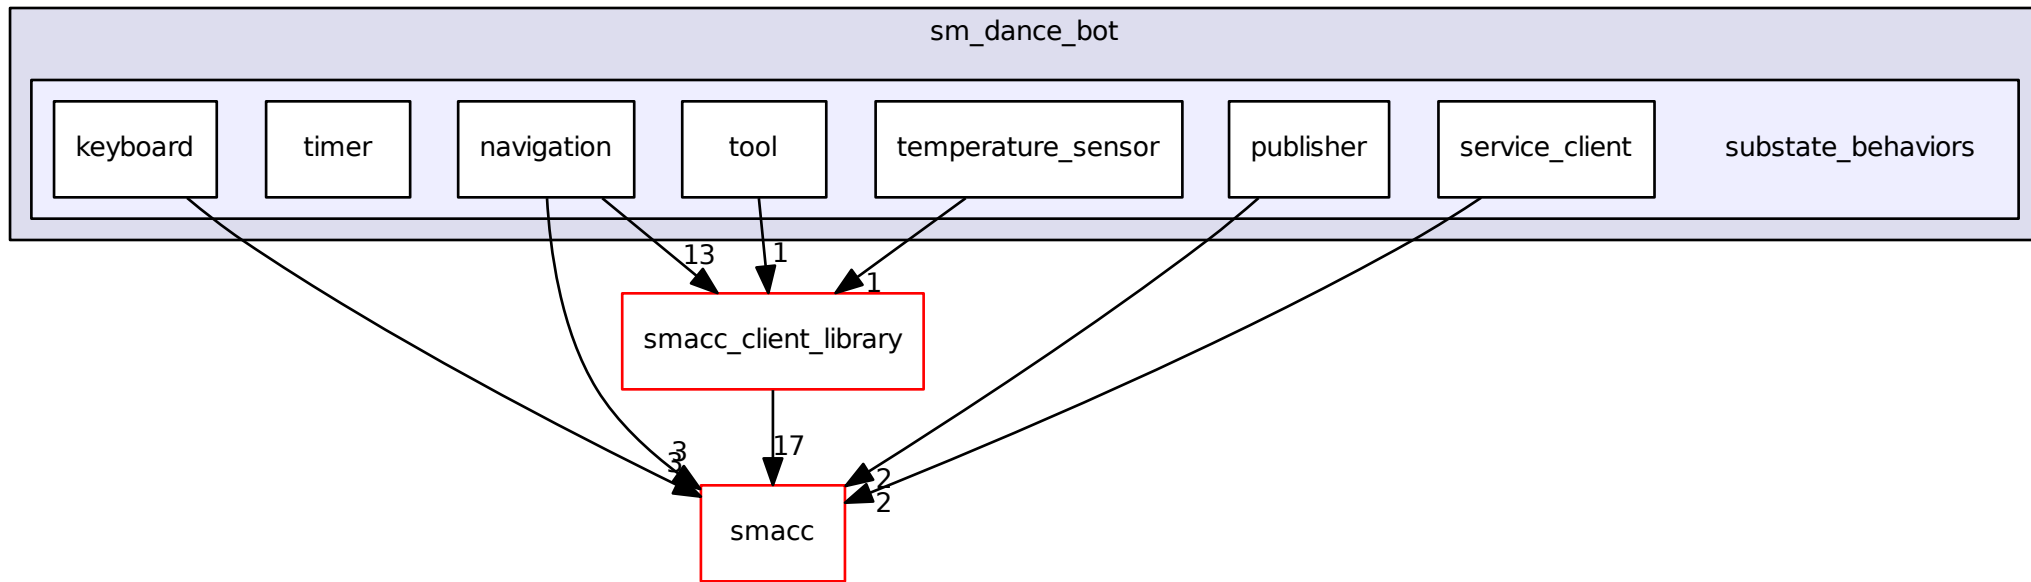 sm_dance_bot
keyboard
timer
navigation
tool
temperature_sensor
publisher
service_client
substate_behaviors
13
1
1
smacc_client_library
17
3
3
2
2
smacc